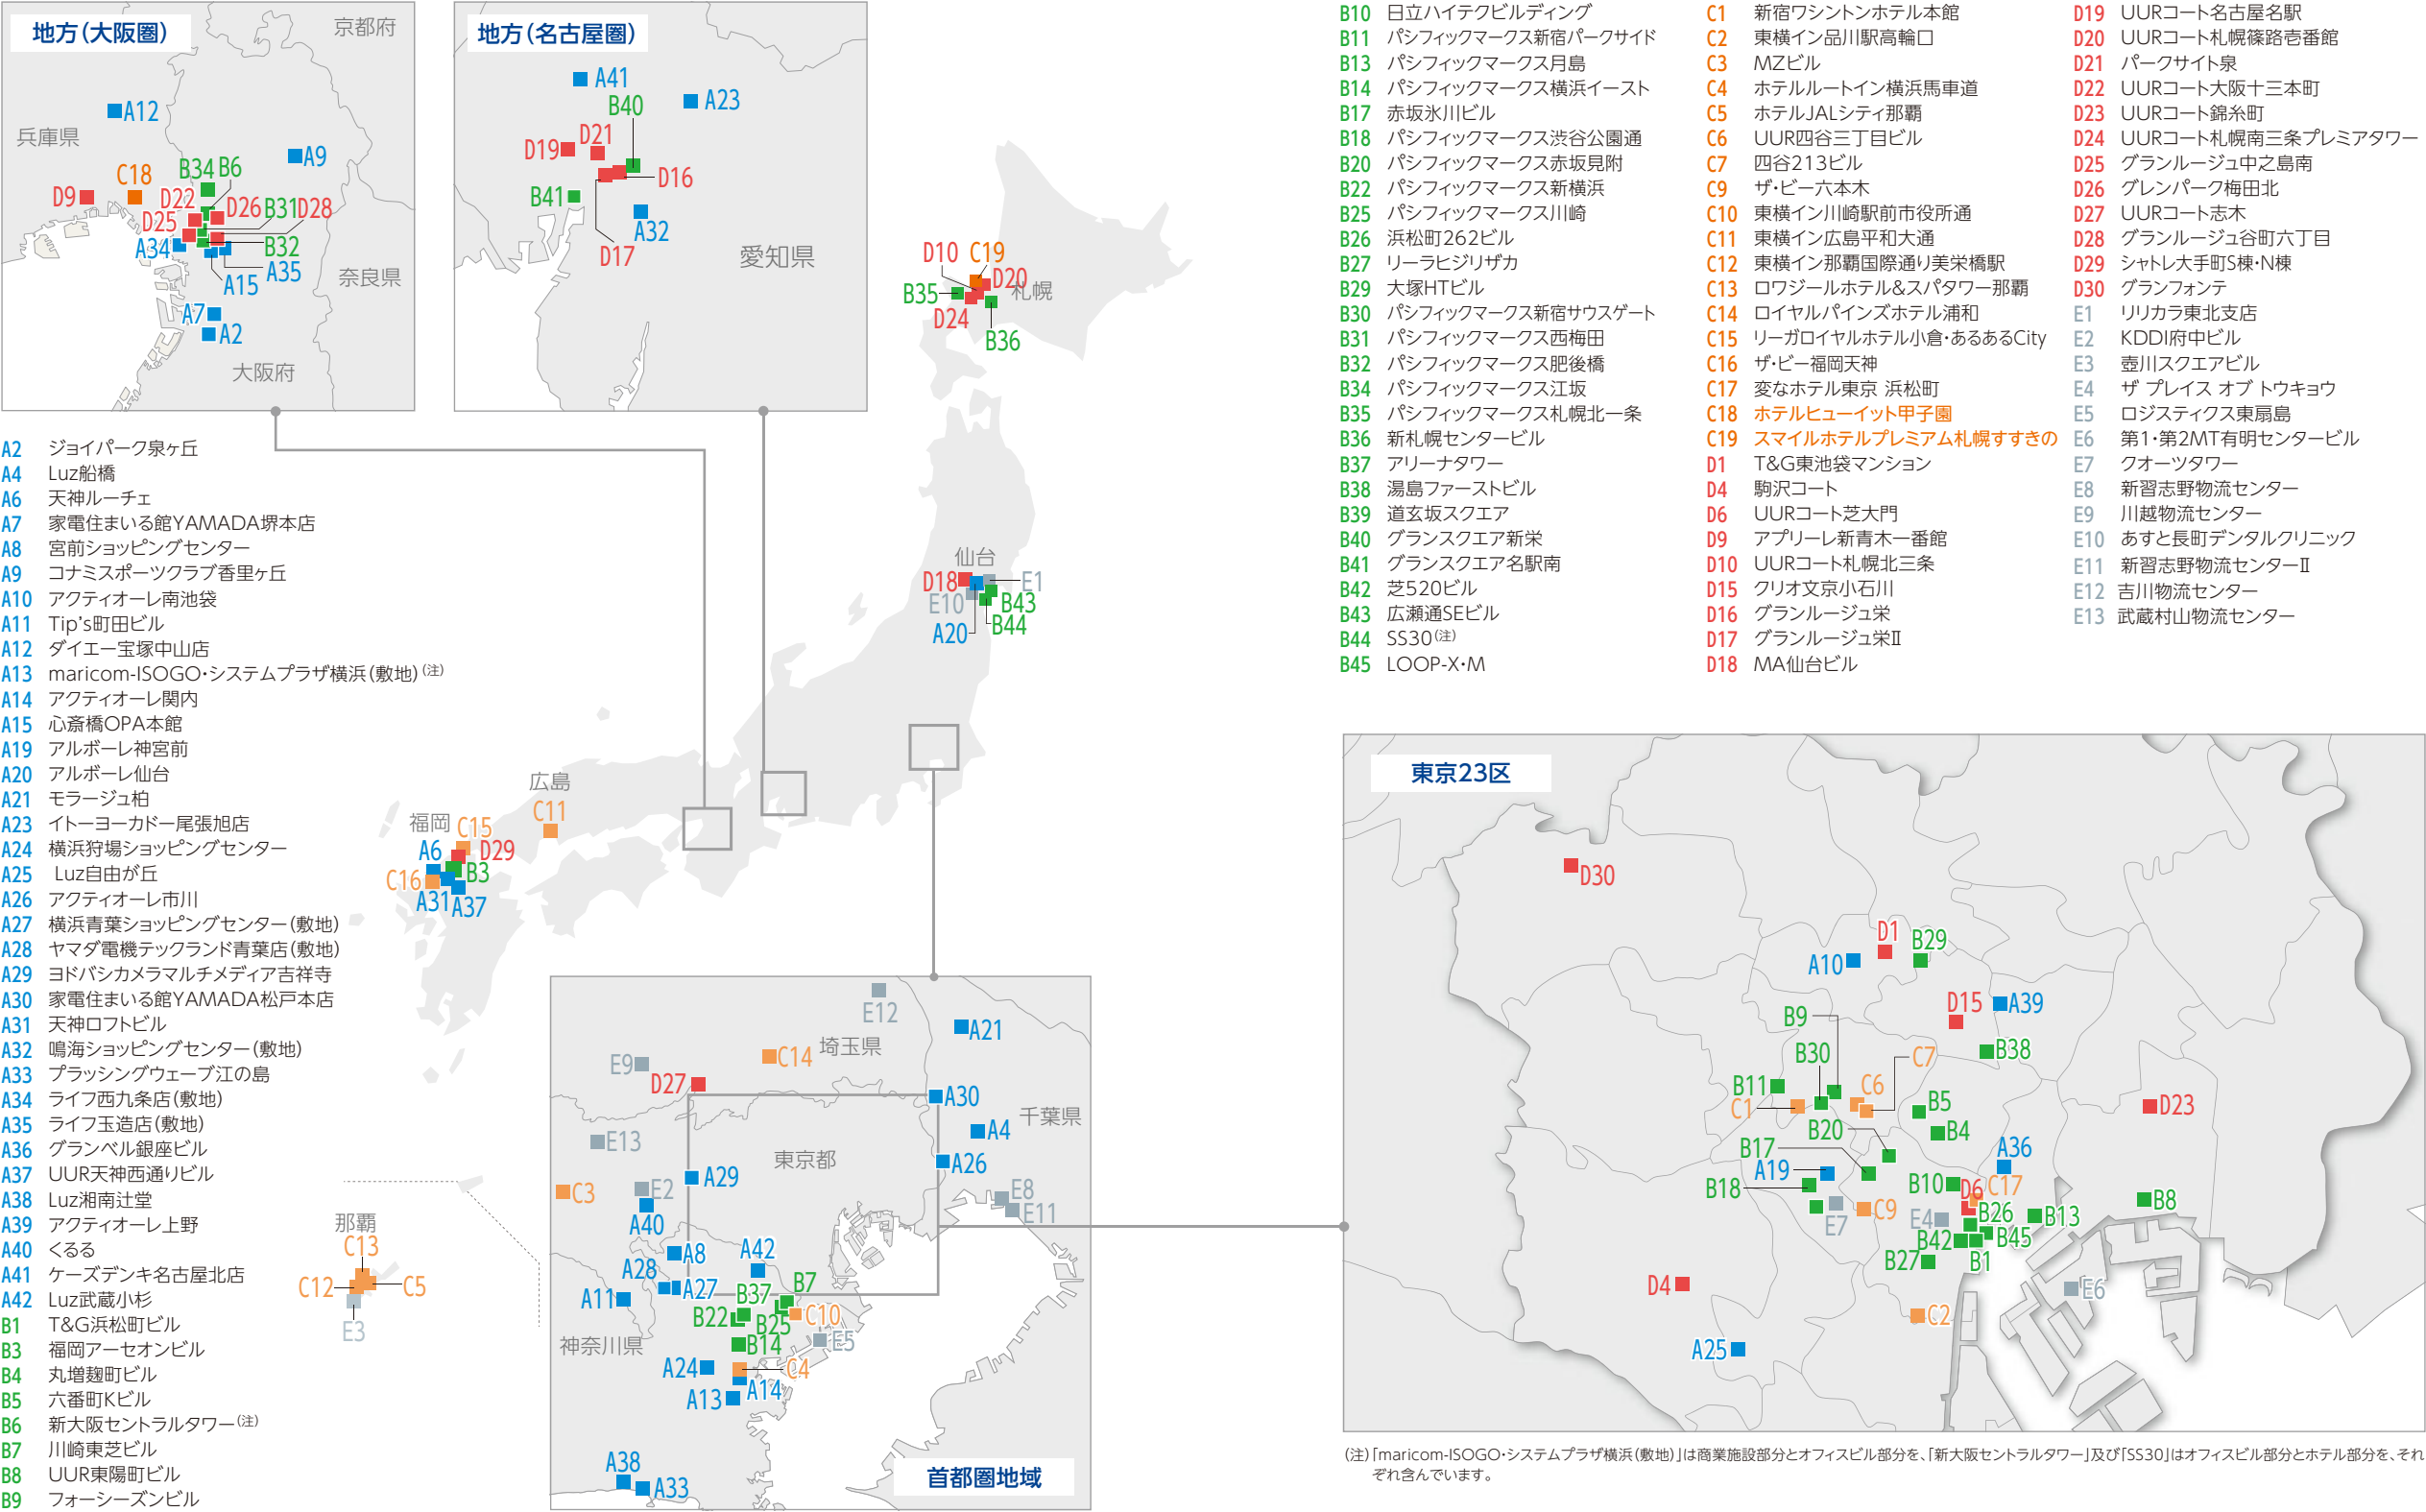 地方(大阪圏)
京都府
兵庫県
奈良県
大阪府
A12
A9
C18
B34
B6
D9
D22
D26
B31
D28
D25
A34
B32
A35
A15
A7
A2
地方(名古屋圏)
愛知県
A41
A23
B40
D21
D19
D16
B41
A32
D17
A2 ジョイパーク泉ヶ丘
A4 Luz船橋
A6 天神ルーチェ
A7 家電住まいる館YAMADA堺本店
A8 宮前ショッピングセンター
A9 コナミスポーツクラブ香里ヶ丘
A10 アクティオーレ南池袋
A11 Tip's町田ビル
A12 ダイエー宝塚中山店
A13 maricom-ISOGO・システムプラザ横浜(敷地)(注)
A14 アクティオーレ関内
A15 心斎橋OPA本館
A19 アルボーレ神宮前
A20 アルボーレ仙台
A21 モラージュ柏
A23 イトーヨーカドー尾張旭店
A24 横浜狩場ショッピングセンター
A25 Luz自由が丘
A26 アクティオーレ市川
A27 横浜青葉ショッピングセンター(敷地)
A28 ヤマダ電機テックランド青葉店(敷地)
A29 ヨドバシカメラマルチメディア吉祥寺
A30 家電住まいる館YAMADA松戸本店
A31 天神ロフトビル
A32 鳴海ショッピングセンター(敷地)
A33 プラッシングウェーブ江の島
A34 ライフ西九条店(敷地)
A35 ライフ玉造店(敷地)
A36 グランベル銀座ビル
A37 UUR天神西通りビル
A38 Luz湘南辻堂
A39 アクティオーレ上野
A40 くるる
A41 ケーズデンキ名古屋北店
A42 Luz武蔵小杉
B1 T&G浜松町ビル
B3 福岡アーセオンビル
B4 丸増麹町ビル
B5 六番町Kビル
B6 新大阪セントラルタワー(注)
B7 川崎東芝ビル
B8 UUR東陽町ビル
B9 フォーシーズンビル
B10 日立ハイテクビルディング
B11 パシフィックマークス新宿パークサイド
B13 パシフィックマークス月島
B14 パシフィックマークス横浜イースト
B17 赤坂氷川ビル
B18 パシフィックマークス渋谷公園通
B20 パシフィックマークス赤坂見附
B22 パシフィックマークス新横浜
B25 パシフィックマークス川崎
B26 浜松町262ビル
B27 リーラヒジリザカ
B29 大塚HTビル
B30 パシフィックマークス新宿サウスゲート
B31 パシフィックマークス西梅田
B32 パシフィックマークス肥後橋
B34 パシフィックマークス江坂
B35 パシフィックマークス札幌北一条
B36 新札幌センタービル
B37 アリーナタワー
B38 湯島ファーストビル
B39 道玄坂スクエア
B40 グランスクエア新栄
B41 グランスクエア名駅南
B42 芝520ビル
B43 広瀬通SEビル
B44 SS30(注)
B45 LOOP-X・M
C1 新宿ワシントンホテル本館
C2 東横イン品川駅高輪口
C3 MZビル
C4 ホテルルートイン横浜馬車道
C5 ホテルJALシティ那覇
C6 UUR四谷三丁目ビル
C7 四谷213ビル
C9 ザ・ビー六本木
C10 東横イン川崎駅前市役所通
C11 東横イン広島平和大通
C12 東横イン那覇国際通り美栄橋駅
C13 ロワジールホテル&スパタワー那覇
C14 ロイヤルパインズホテル浦和
C15 リーガロイヤルホテル小倉・あるあるCity
C16 ザ・ビー福岡天神
C17 変なホテル東京 浜松町
C18 ホテルヒューイット甲子園
C19 スマイルホテルプレミアム札幌すすきの
D1 T&G東池袋マンション
D4 駒沢コート
D6 UURコート芝大門
D9 アプリーレ新青木一番館
D10 UURコート札幌北三条
D15 クリオ文京小石川
D16 グランルージュ栄
D17 グランルージュ栄Ⅱ
D18 MA仙台ビル
D19 UURコート名古屋名駅
D20 UURコート札幌篠路壱番館
D21 パークサイト泉
D22 UURコート大阪十三本町
D23 UURコート錦糸町
D24 UURコート札幌南三条プレミアタワー
D25 グランルージュ中之島南
D26 グレンパーク梅田北
D27 UURコート志木
D28 グランルージュ谷町六丁目
D29 シャトレ大手町S棟・N棟
D30 グランフォンテ
E1 リリカラ東北支店
E2 KDDI府中ビル
E3 壺川スクエアビル
E4 ザ プレイス オブ トウキョウ
E5 ロジスティクス東扇島
E6 第1・第2MT有明センタービル
E7 クオーツタワー
E8 新習志野物流センター
E9 川越物流センター
E10 あすと長町デンタルクリニック
E11 新習志野物流センターⅡ
E12 吉川物流センター
E13 武蔵村山物流センター
D10
C19
D20
札幌
B35
D24
B36
仙台
D18
E1
E10
B43
B44
A20
広島
C11
福岡
C15
A6
D29
C16
B3
A31
A37
那覇
C13
C12
C5
E3
首都圏地域
E12
A21
埼玉県
C14
E9
D27
A30
千葉県
A4
E13
東京都
A26
A29
C3
E2
E8
E11
A40
A8
A42
A28
A27
B7
B37
A11
B22
B25
C10
神奈川県
B14
E5
A24
C4
A14
A13
A38
A33
東京23区
D30
D1
B29
A10
D15
A39
B9
B30
C7
B38
B11
C6
C1
B5
D23
B20
B4
B17
A36
A19
B18
B10
D6
C17
B8
E7
C9
E4
B26
B13
B42
B45
B27
B1
D4
E6
C2
A25
(注)「maricom-ISOGO・システムプラザ横浜(敷地)」は商業施設部分とオフィスビル部分を、「新大阪セントラルタワー」及び「SS30」はオフィスビル部分とホテル部分を、それ
ぞれ含んでいます。